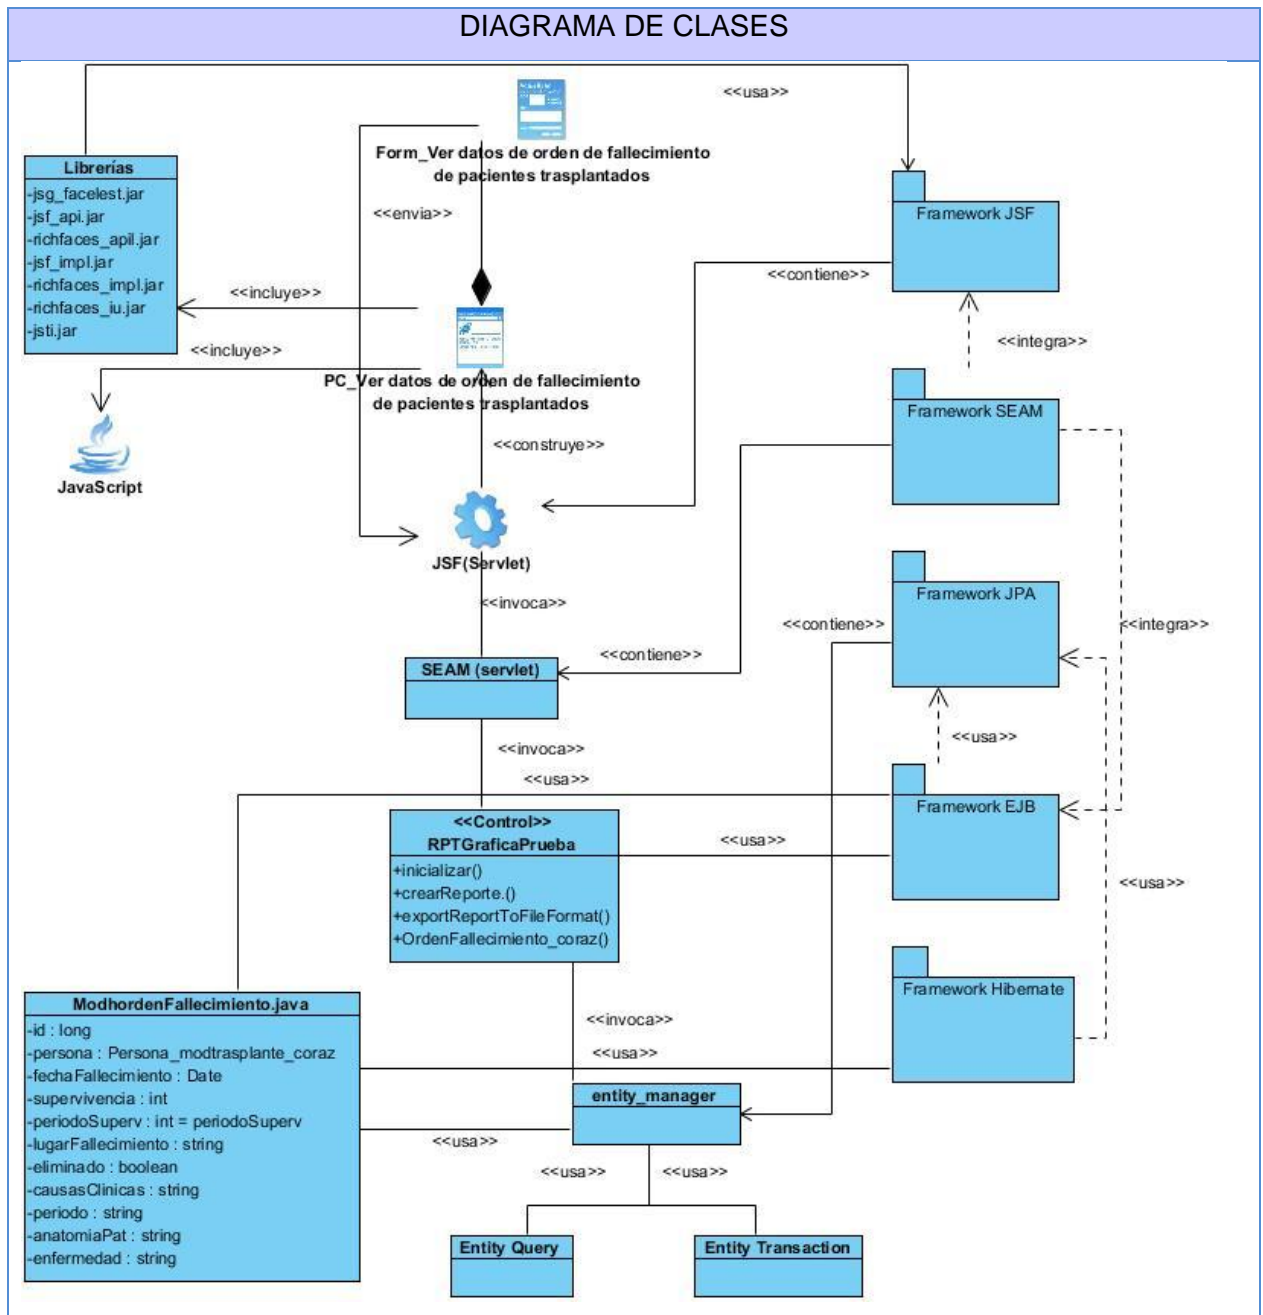 DIAGRAMA DE CLASES
<<usa>>
Form_Ver datos de orden de fallecimiento
de pacientes trasplantados
Librerías
-jsg_facelest.jar
-jsf_api.jar
-richfaces_apil.jar
-jsf_impl.jar
-richfaces_impl.jar
-richfaces_iu.jar
-jsti.jar
<<envia>>
Framework JSF
<<contiene>>
<<incluye>>
<<integra>>
<<incluye>>
PC_Ver datos de orden de fallecimiento
de pacientes trasplantados
Framework SEAM
<<construye>>
JavaScript
JSF(Servlet)
<<invoca>>
Framework JPA
<<contiene>>
<<integra>>
<<contiene>>
SEAM (servlet)
<<invoca>>
<<usa>>
<<usa>>
Framework EJB
<<Control>>
RPTGraficaPrueba
+inicializar()
+crearReporte.()
+exportReportToFileFormat()
+OrdenFallecimiento_coraz()
<<usa>>
<<usa>>
Framework Hibernate
ModhordenFallecimiento.java
-id : long
-persona : Persona_modtrasplante_coraz
-fechaFallecimiento : Date
-supervivencia : int
-periodoSuperv : int = periodoSuperv
-lugarFallecimiento : string
-eliminado : boolean
-causasClinicas : string
-periodo : string
-anatomiaPat : string
-enfermedad : string
<<invoca>>
<<usa>>
entity_manager
<<usa>>
<<usa>>
<<usa>>
Entity Query
Entity Transaction